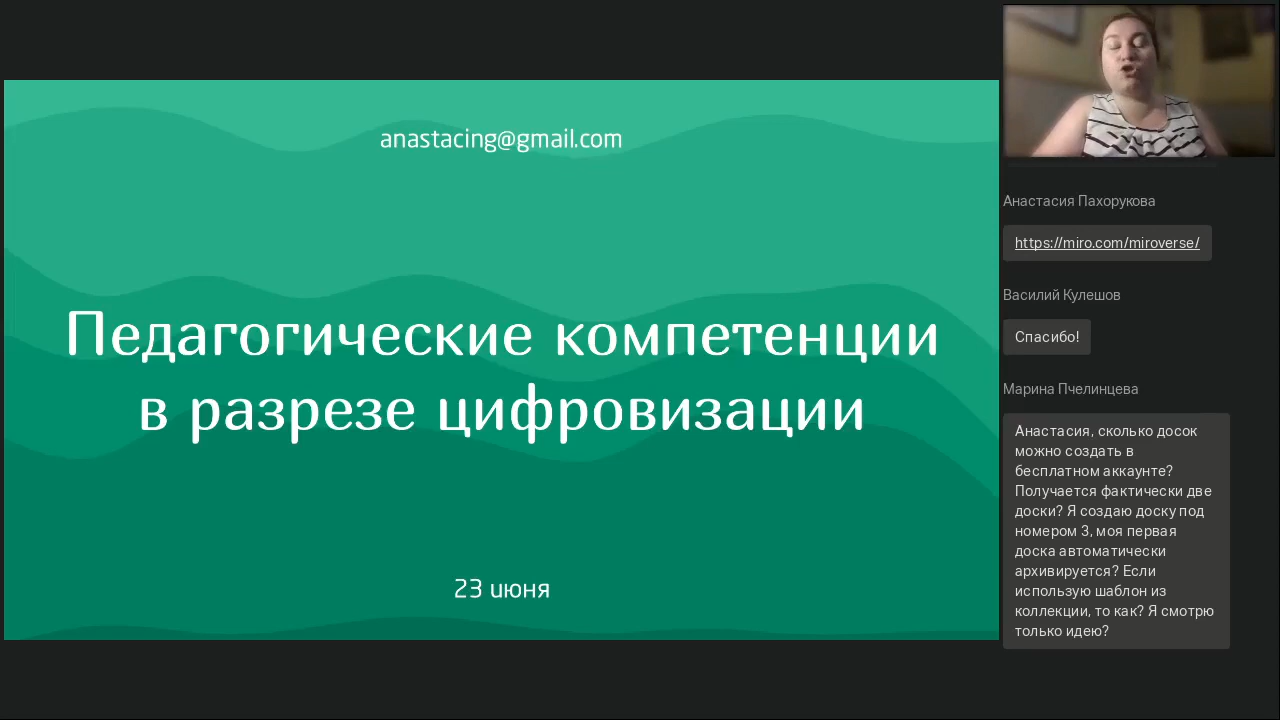 anastacing@gmail.com
Педагогические компетенции
в разрезе цифровизации
23 июня
Анастасия Пахорукова
https://miro.com/miroverse/
Василий Кулешов
Спасибо!
Марина Пчелинцева
Анастасия, сколько досок
можно создать в
бесплатном аккаунте?
Получается фактически две
доски? Я создаю доску под
номером 3, моя первая
доска автоматически
архивируется? Если
использую шаблон из
коллекции, то как? Я смотрю
только идею?